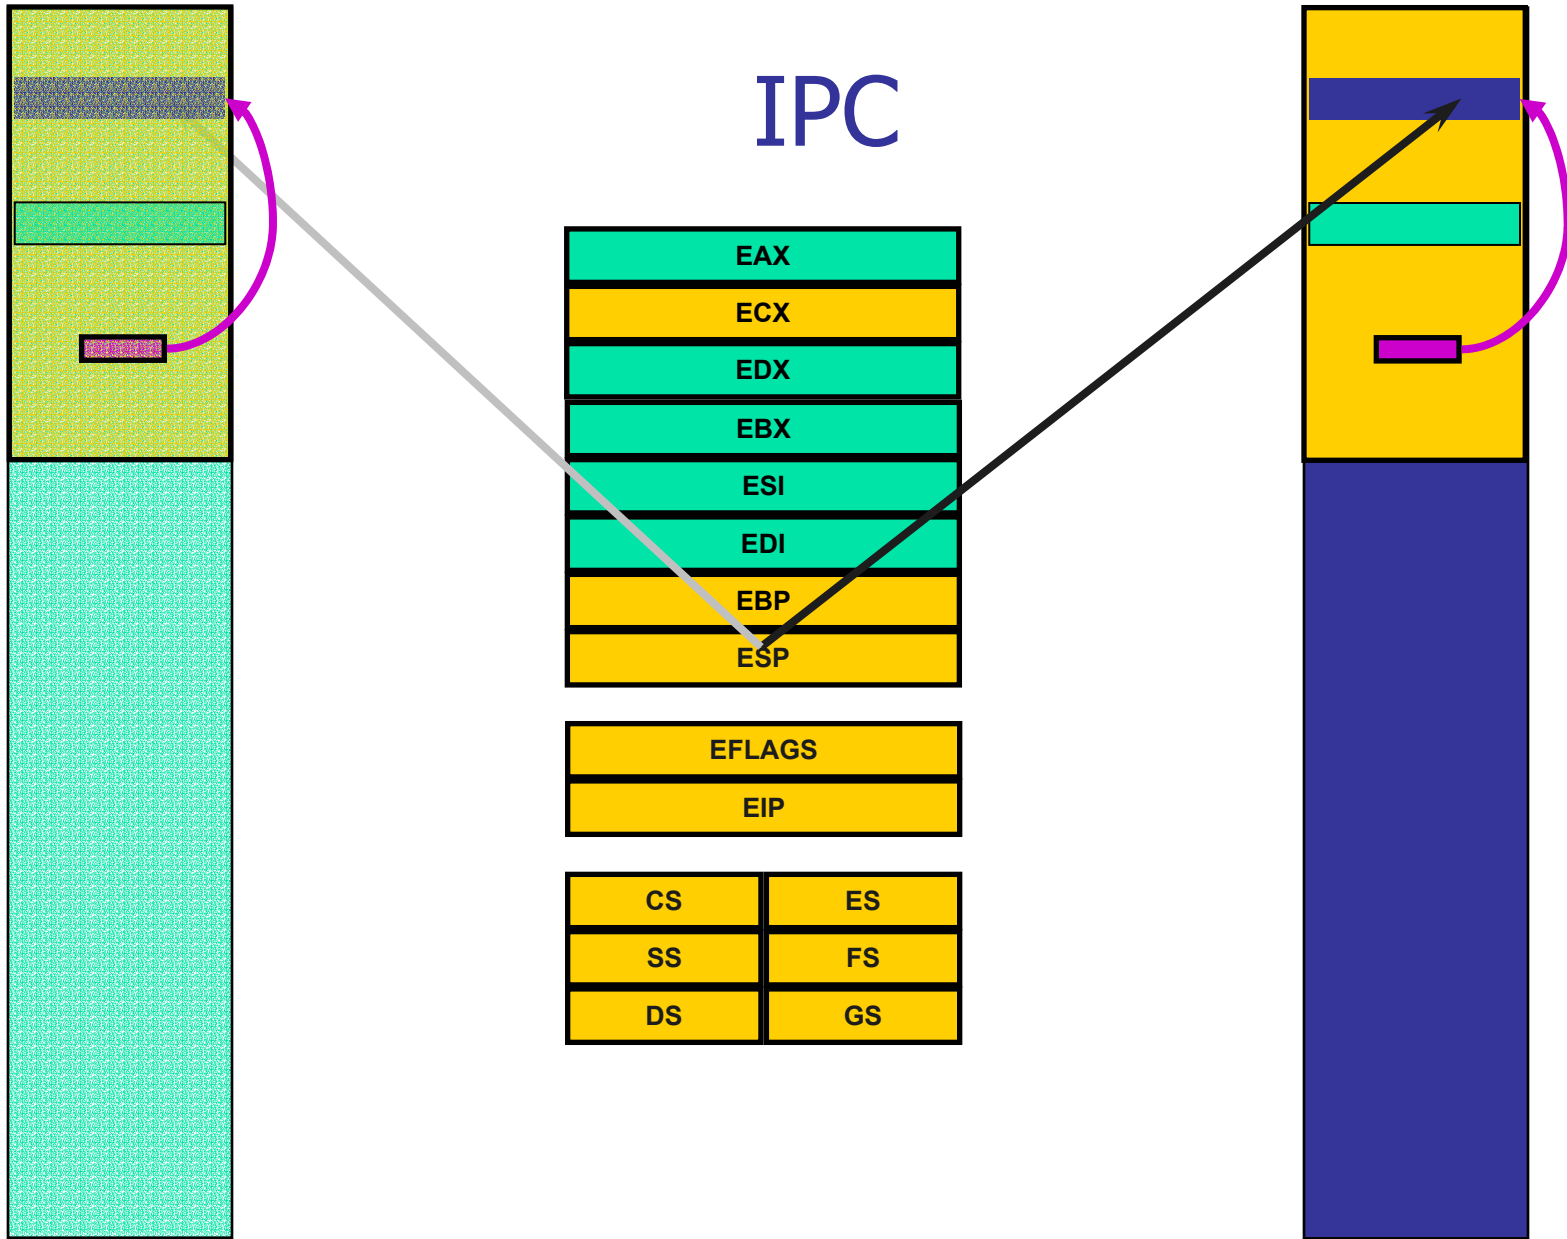 IPC
EAX
ECX
EDX
EBX
ESI
EDI
EBP
ESP
EFLAGS
EIP
CS ES
SS FS
DS GS